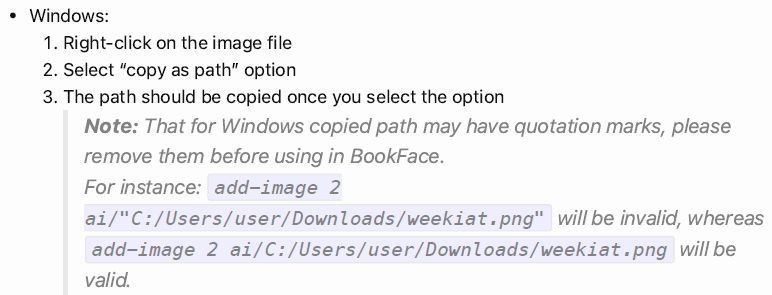 • Windows:
1. Right-click on the image file
2. Select “copy as path” option
3. The path should be copied once you select the option
Note: That for Windows copied path may have quotation marks, please
remove them before using in BookFace.
For instance: add-image 2
ai/"C:/Users/user/Downloads/weekiat.png" will be invalid, whereas
add-image 2 ai/C:/Users/user/Downloads/weekiat.png will be
valid.